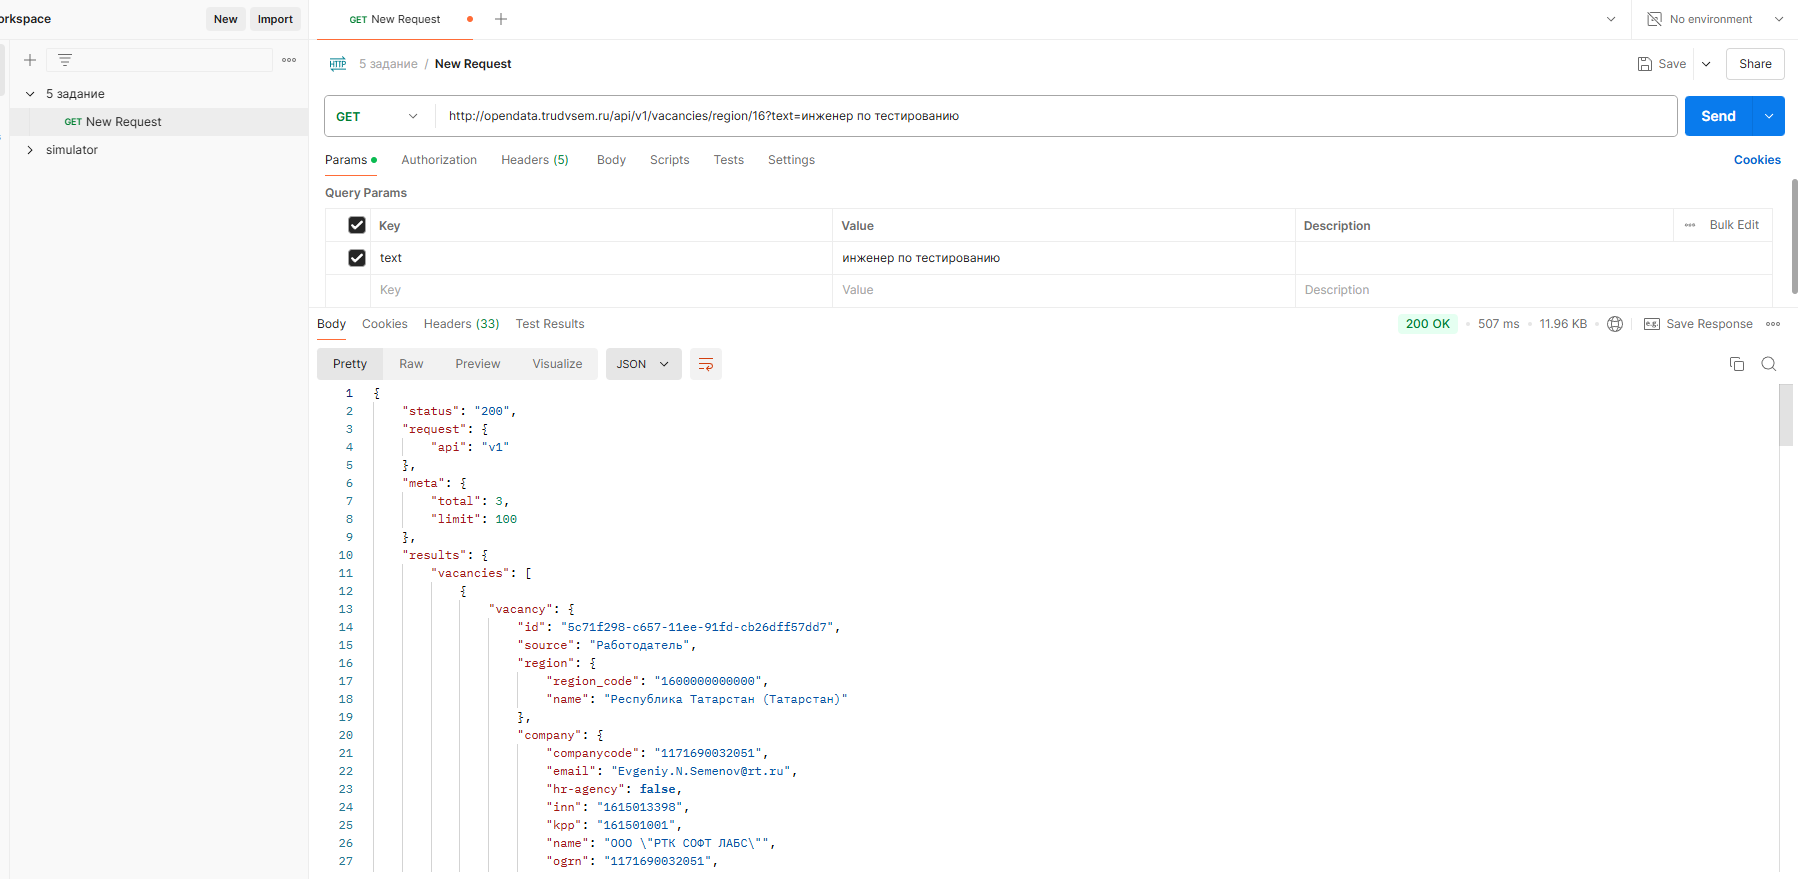 orkspace
New
Import
GET New Request
No environment
5 задание
GET New Request
simulator
HTTP
5 задание / New Request
Save
Share
GET
http://opendata.trudvsem.ru/api/v1/vacancies/region/16?text=инженер по тестированию
Send
Params
Authorization
Headers (5)
Body
Scripts
Tests
Settings
Cookies
Query Params
Key
Value
Description
Bulk Edit
text
инженер по тестированию
Key
Value
Description
Body
Cookies
Headers (33)
Test Results
200 OK
507 ms
11.96 KB
e.g.
Save Response
Pretty
Raw
Preview
Visualize
JSON
1 {
2 "status": "200",
3 "request": {
4 "api": "v1"
5 },
6 "meta": {
7 "total": 3,
8 "limit": 100
9 },
10 "results": {
11 "vacancies": [
12 {
13 "vacancy": {
14 "id": "5c71f298-c657-11ee-91fd-cb26dff57dd7",
15 "source": "Работодатель",
16 "region": {
17 "region_code": "1600000000000",
18 "name": "Республика Татарстан (Татарстан)"
19 },
20 "company": {
21 "companycode": "1171690032051",
22 "email": "Evgeniy.N.Semenov@rt.ru",
23 "hr-agency": false,
24 "inn": "1615013398",
25 "kpp": "161501001",
26 "name": "ООО \"РТК СОФТ ЛАБС\"",
27 "ogrn": "1171690032051",